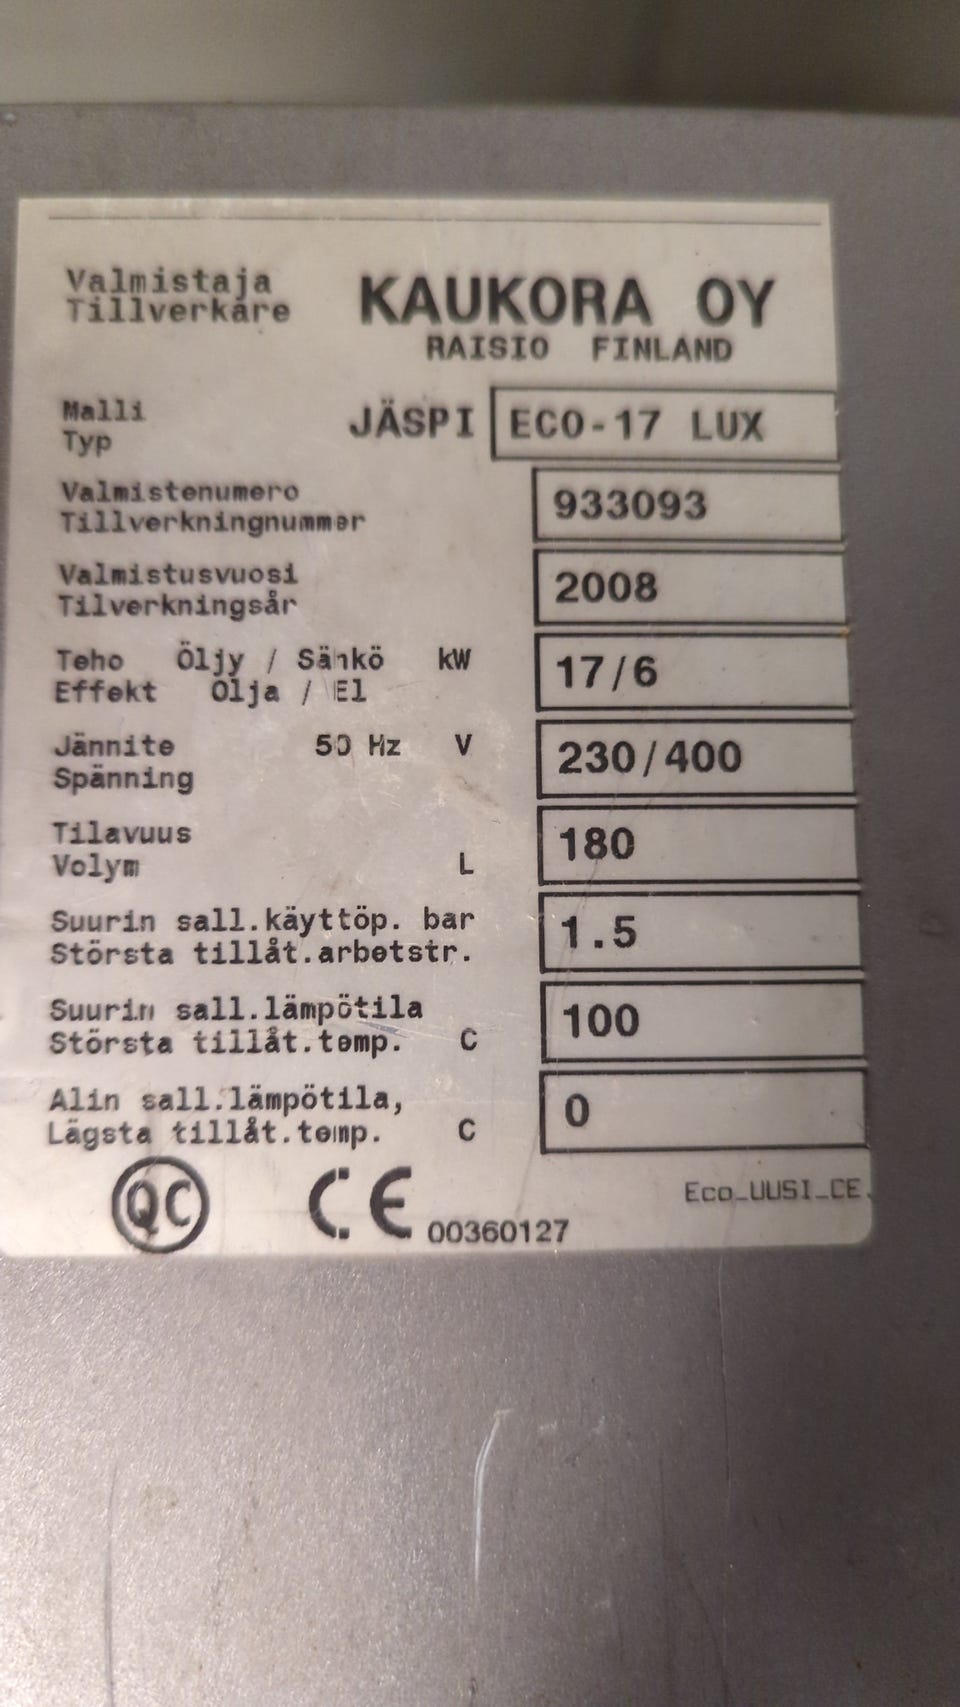 Valmistaja
Tillverkare
KAUKORA OY
RAISIO FINLAND
Malli
Typ
JÄSPI ECO-17 LUX
Valmistenumero
Tillverkningnummer
933093
Valmistusvuosi
Tilverkningsår
2008
Teho Öljy / Sähkö kW
Effekt Olja / El
17/6
Jännite 50 Hz V
Spänning
230/400
Tilavuus
Volym L
180
Suurin sall.käyttöp. bar
Största tillåt.arbetstr.
1.5
Suurin sall.lämpötila
Största tillåt.temp. C
100
Alin sall.lämpötila,
Lägsta tillåt.temp. C
0
QC CE 00360127
Eco_UUSI_CE.